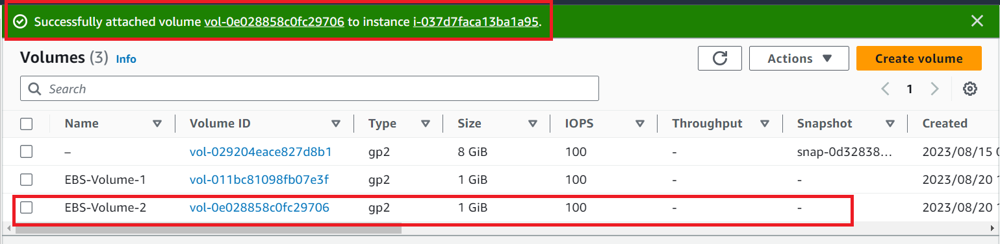 Successfully attached volume vol-0e028858c0fc29706 to instance i-037d7faca13ba1a95.
Volumes (3) Info Actions Create volume
Search 1
Name Volume ID Type Size IOPS Throughput Snapshot Created
– vol-029204eace827d8b1 gp2 8 GiB 100 - snap-0d32838... 2023/08/15 0
EBS-Volume-1 vol-011bc81098fb07e3f gp2 1 GiB 100 - - 2023/08/20 1
EBS-Volume-2 vol-0e028858c0fc29706 gp2 1 GiB 100 - - 2023/08/20 1